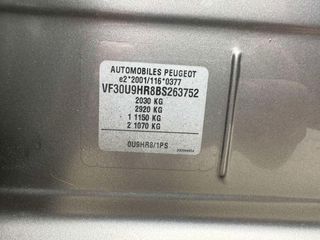 AUTOMOBILES PEUGEOT
e2*2001/116*0377
VF30U9HR8BS263752
2030 KG
2920 KG
1 1150 KG
2 1070 KG
0U9HR8/1PS